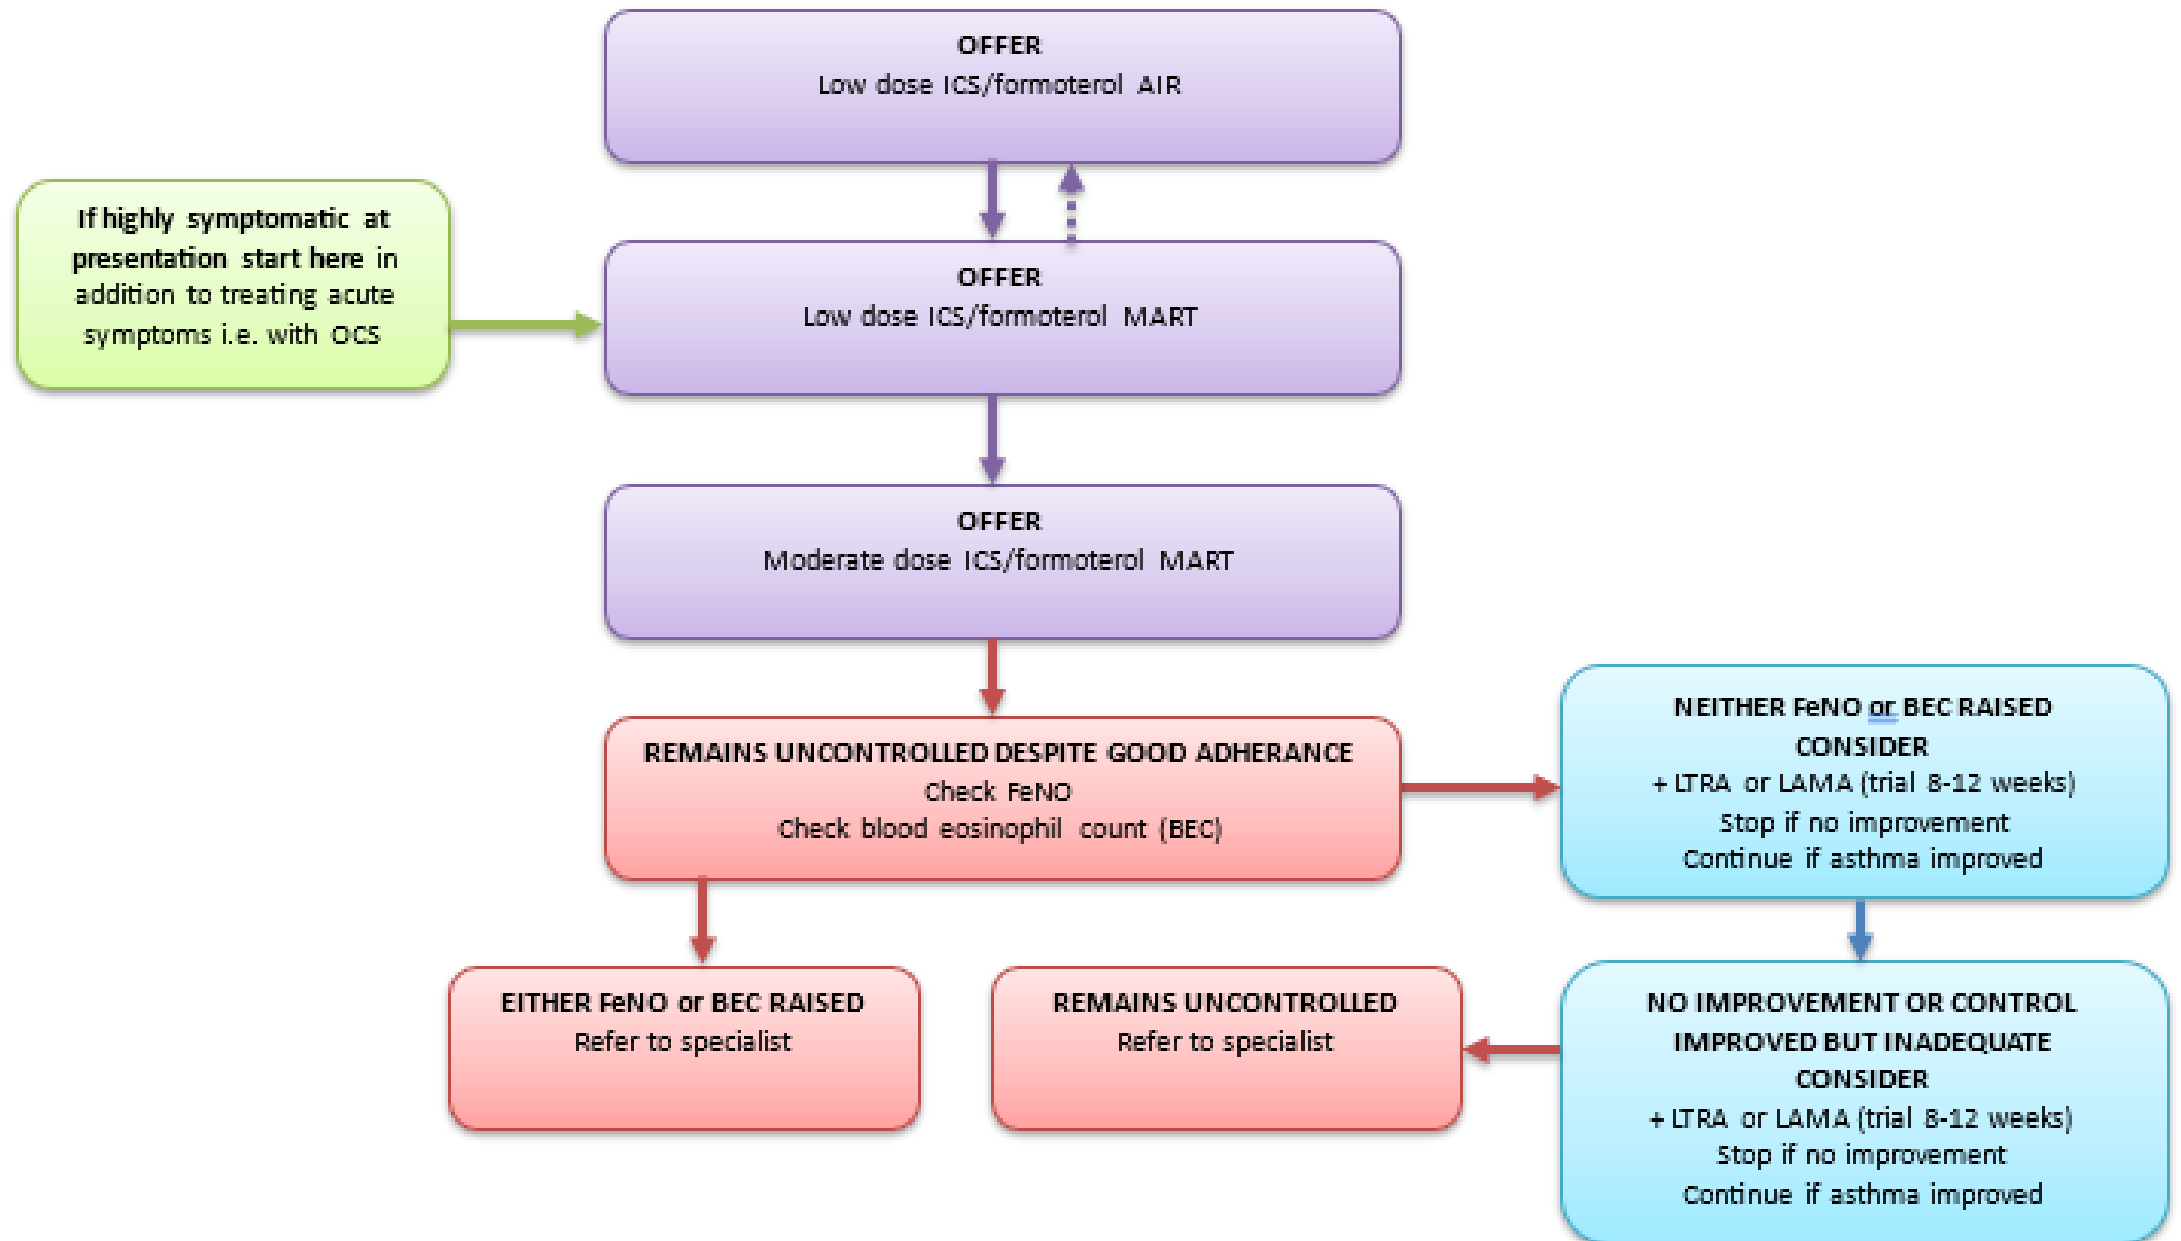 OFFER
Low dose ICS/formoterol AIR
If highly symptomatic at
presentation start here in
addition to treating acute
symptoms i.e. with OCS
OFFER
Low dose ICS/formoterol MART
OFFER
Moderate dose ICS/formoterol MART
REMAINS UNCONTROLLED DESPITE GOOD ADHERANCE
Check FeNO
Check blood eosinophil count (BEC)
NEITHER FeNO or BEC RAISED
CONSIDER
+ LTRA or LAMA (trial 8-12 weeks)
Stop if no improvement
Continue if asthma improved
EITHER FeNO or BEC RAISED
Refer to specialist
REMAINS UNCONTROLLED
Refer to specialist
NO IMPROVEMENT OR CONTROL
IMPROVED BUT INADEQUATE
CONSIDER
+ LTRA or LAMA (trial 8-12 weeks)
Stop if no improvement
Continue if asthma improved